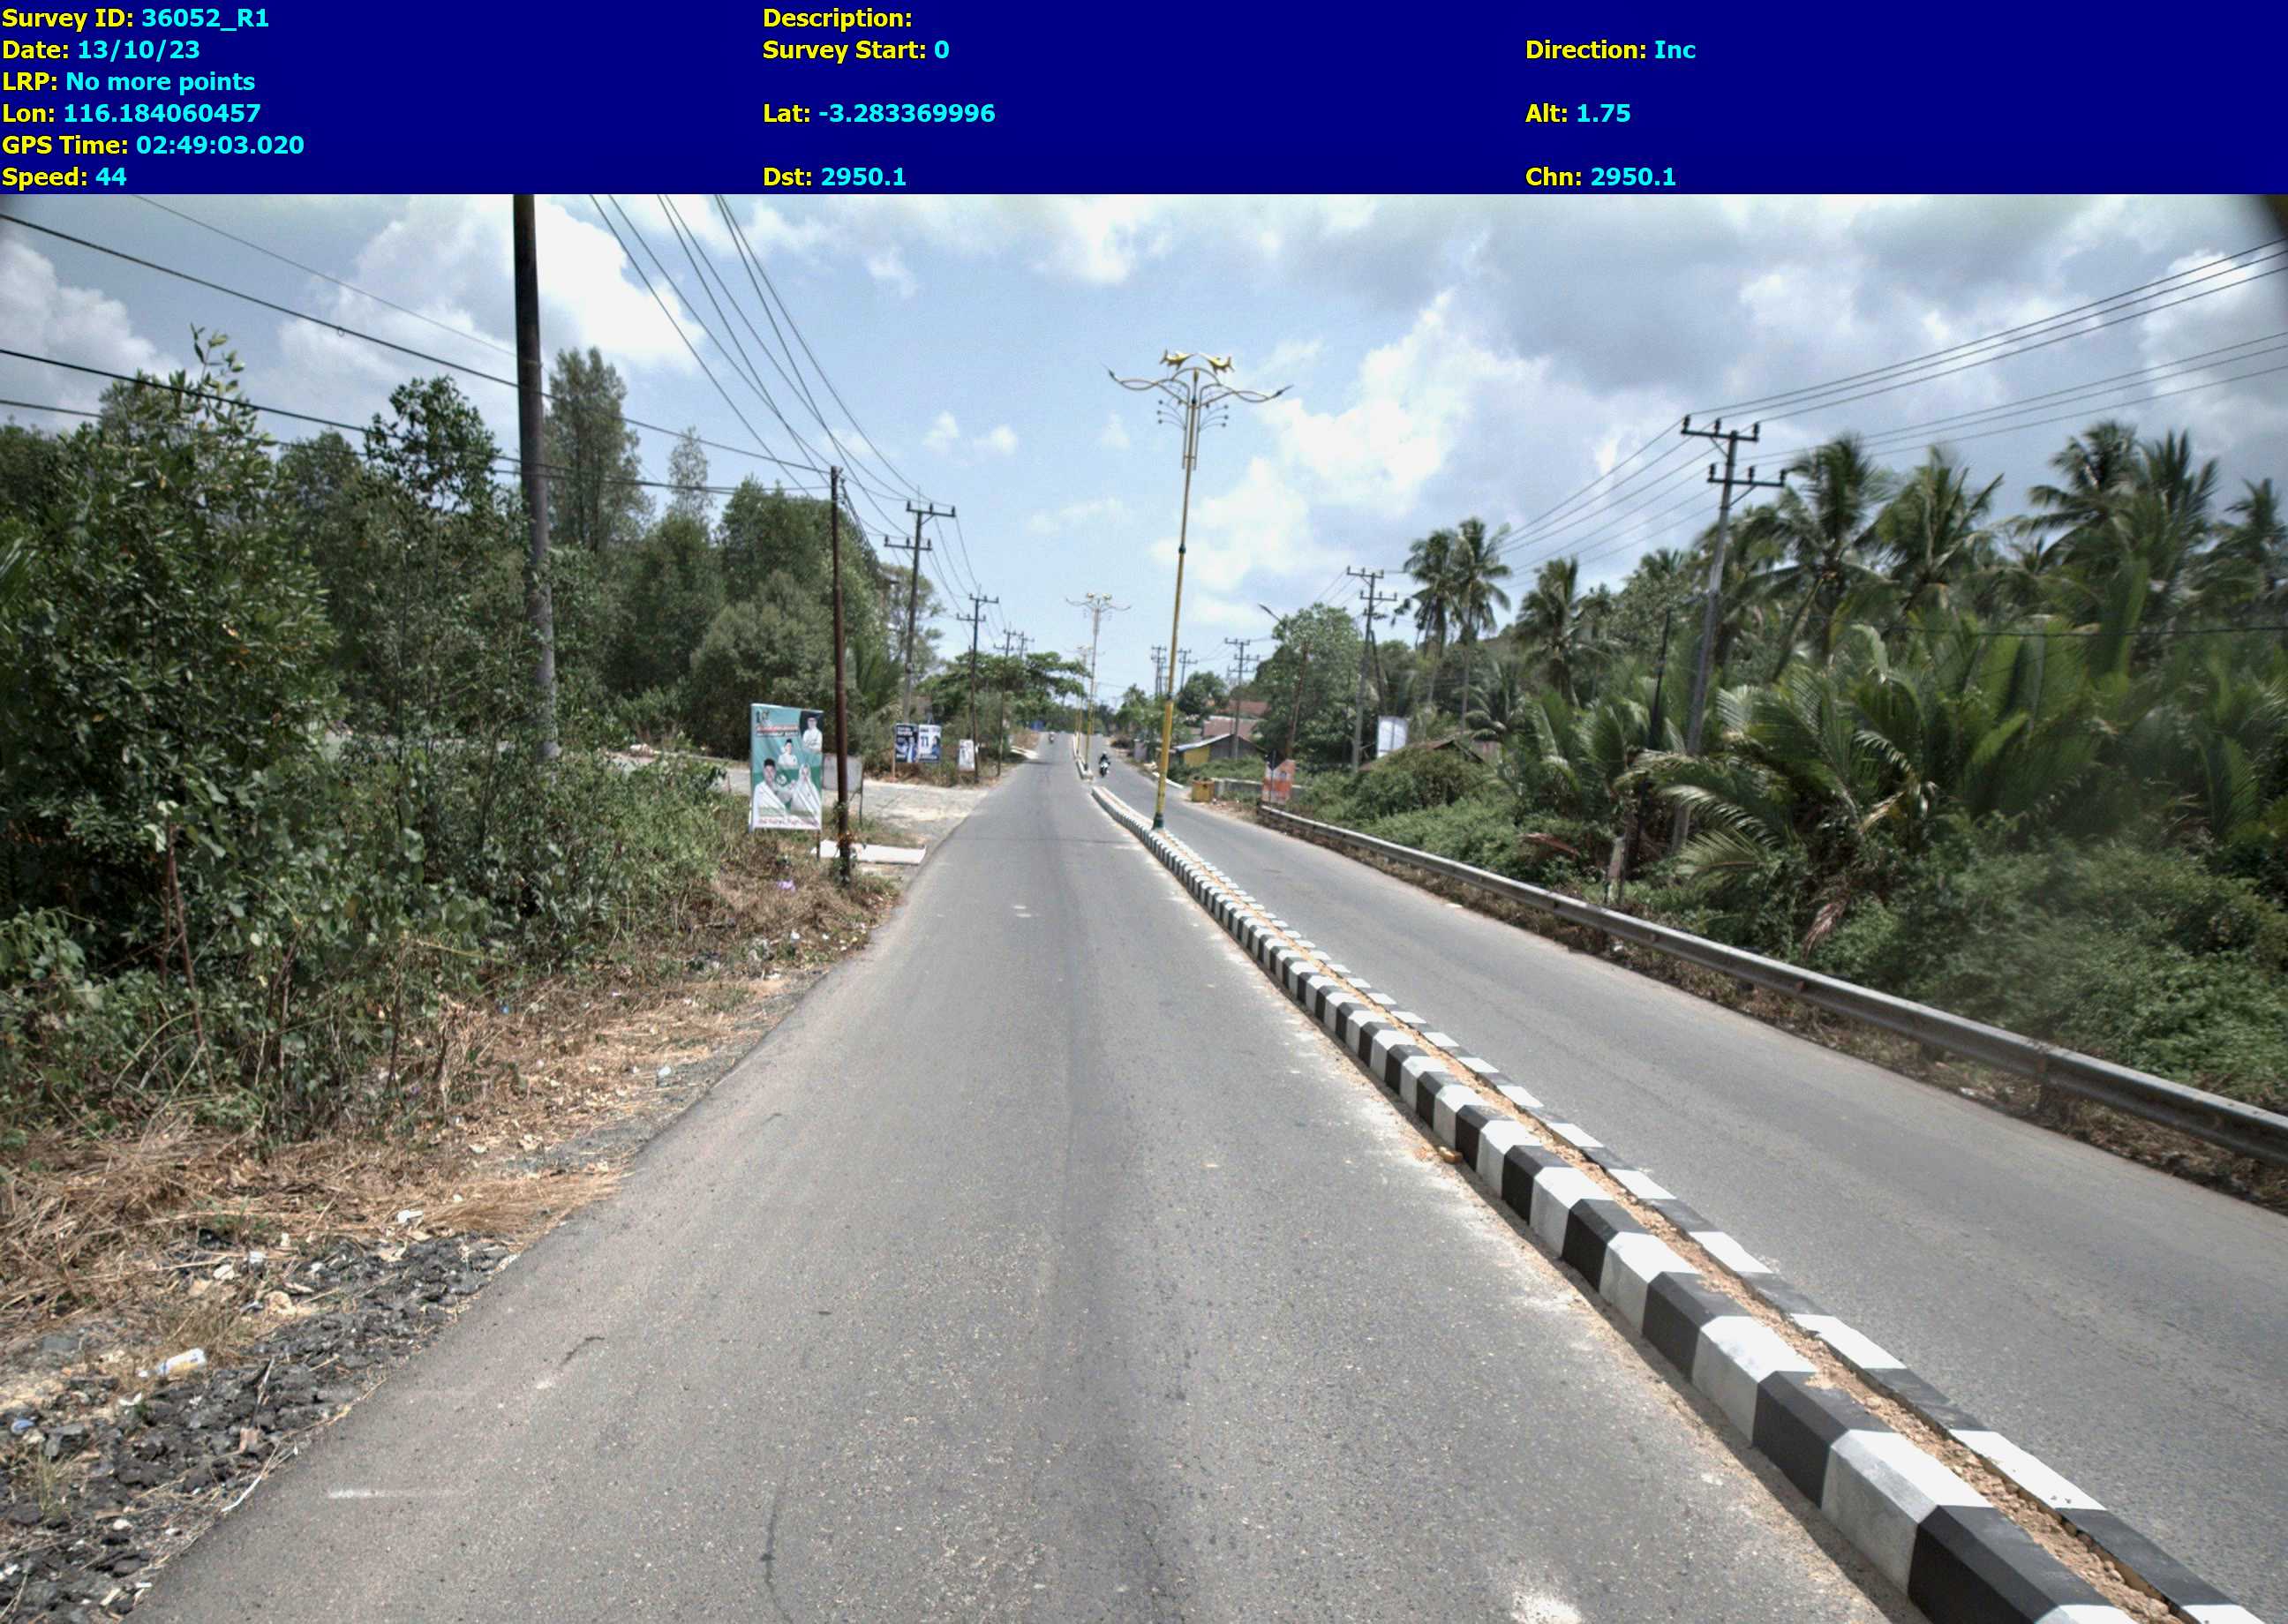 Survey ID: 36052_R1
Description:
Date: 13/10/23
Survey Start: 0
Direction: Inc
LRP: No more points
Lon: 116.184060457
Lat: -3.283369996
Alt: 1.75
GPS Time: 02:49:03.020
Speed: 44
Dst: 2950.1
Chn: 2950.1